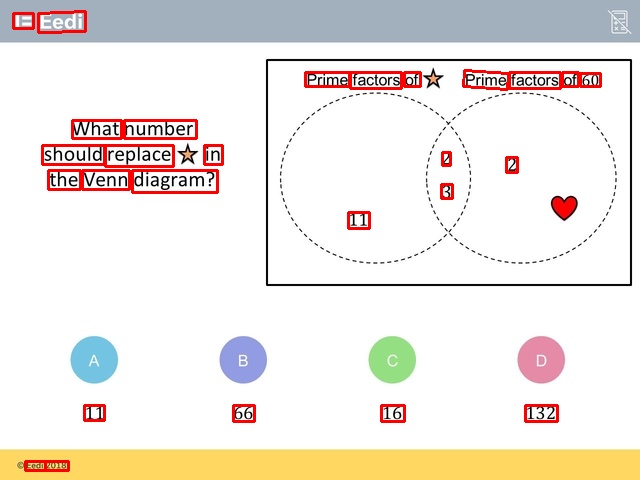 Eedi
Prime factors of
Prime factors of 60
What number
should replace in
the Venn diagram?
2
2
3
11
A
B
C
D
11
66
16
132
© Eedi 2018